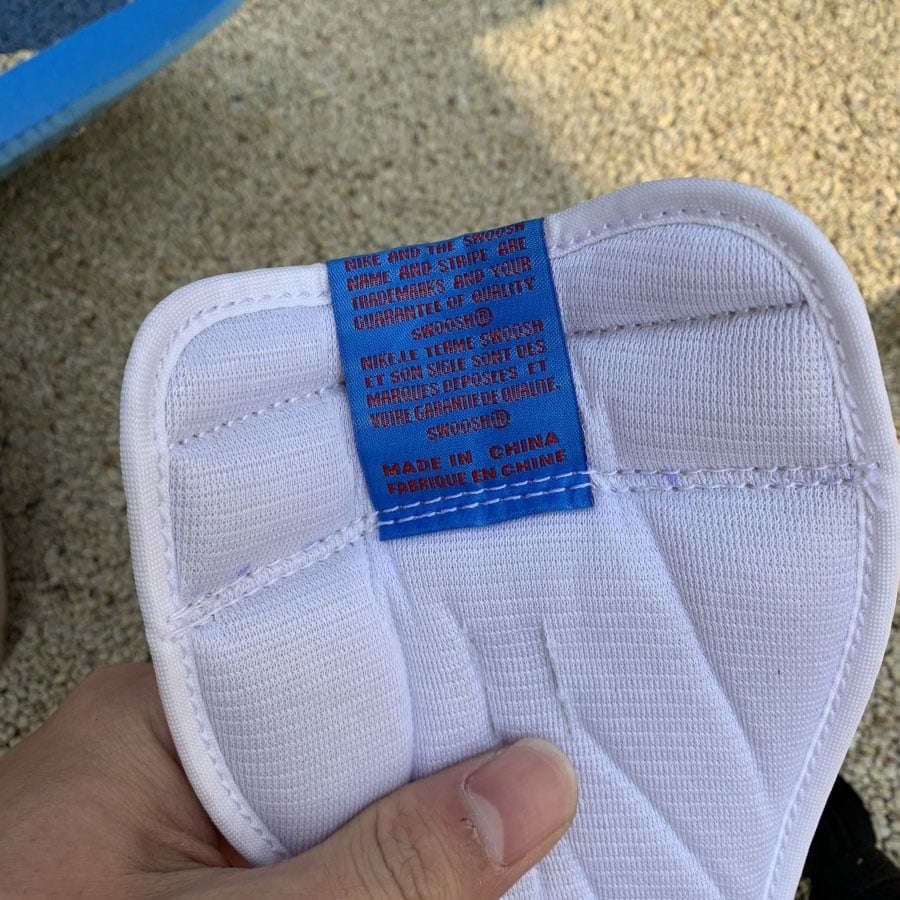 NIKE AND THE SWOOSH
NAME AND STRIPE ARE
TRADEMARKS AND YOUR
GUARANTEE OF QUALITY
SWOOSH®
NIKE.LE TERME SWOOSH
ET SON SIGLE SONT DES
MARQUES DEPOSEES ET
VOTRE GARANTIE DE QUALITE.
SWOOSH®
MADE IN CHINA
FABRIQUE EN CHINE